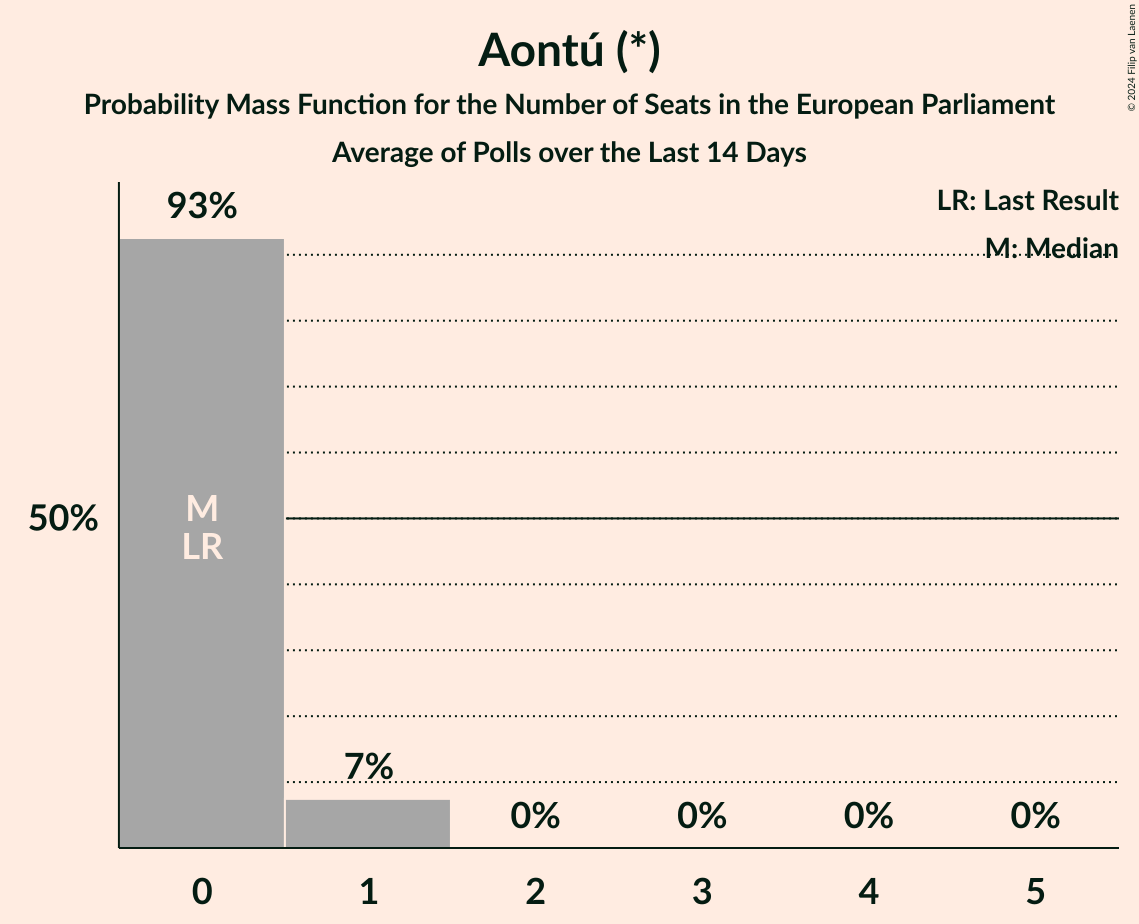 Aontú (*)
Probability Mass Function for the Number of Seats in the European Parliament
Average of Polls over the Last 14 Days
© 2024 Filip van Laenen
LR: Last Result
M: Median
93%
50%
M
LR
7%
0%
0%
0%
0%
0
1
2
3
4
5